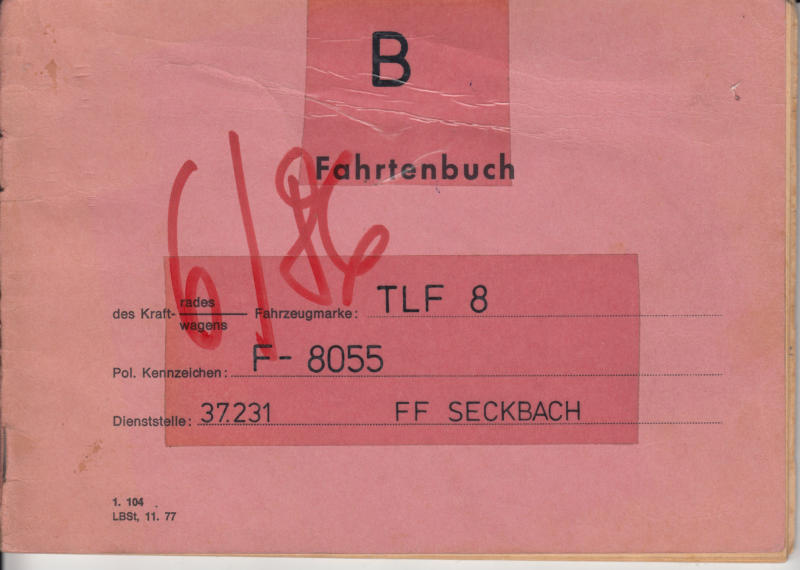 B
Fahrtenbuch
6/86
des Kraft- rades wagens Fahrzeugmarke: TLF 8
Pol. Kennzeichen: F- 8055
Dienststelle: 37.231 FF SECKBACH
1. 104
LBSt, 11. 77